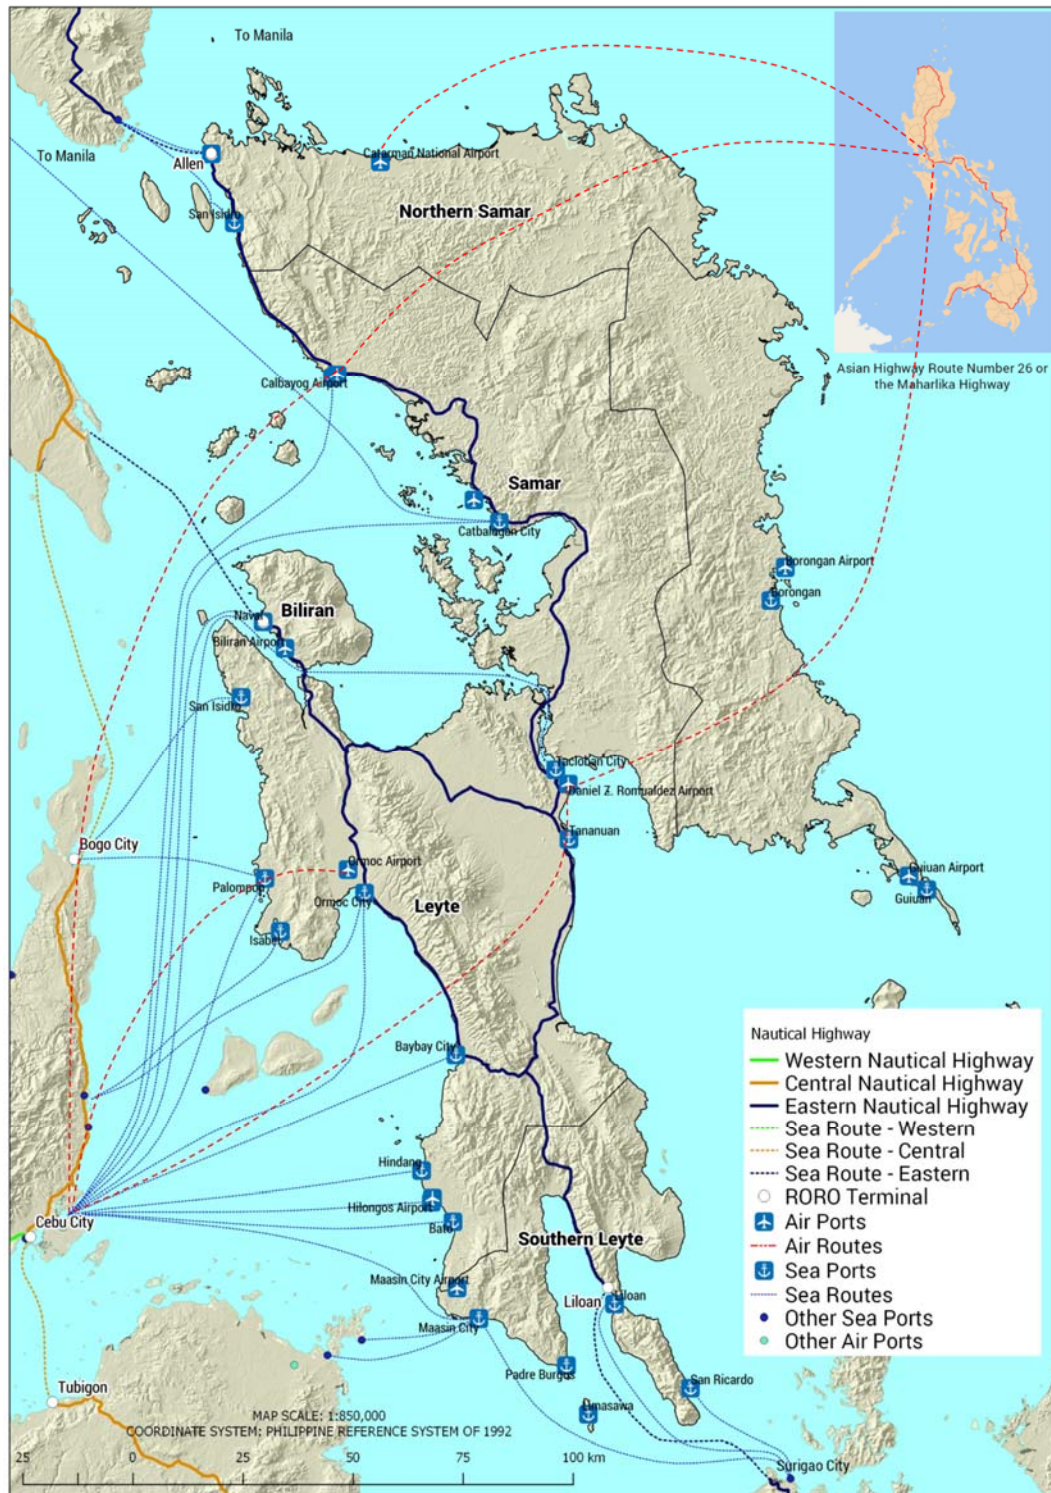 To Manila
To Manila
Allen
Catarman National Airport
San Isidro
Northern Samar
Asian Highway Route Number 26 or
the Maharlika Highway
Calbayog Airport
Samar
Catbalogan City
Borongan Airport
Borongan
Biliran
Naval
Biliran Airport
San Isidro
Tacloban City
Daniel Z. Romualdez Airport
Tananuan
Bogo City
Ormoc Airport
Palompon
Ormoc City
Leyte
Guiuan Airport
Guiuan
Isabel
Baybay City
Hindang
Hilongos Airport
Bato
Cebu City
Southern Leyte
Maasin City Airport
Liloan
Liloan
Maasin City
Padre Burgos
San Ricardo
Limasawa
Tubigon
Surigao City
Nautical Highway
Western Nautical Highway
Central Nautical Highway
Eastern Nautical Highway
Sea Route - Western
Sea Route - Central
Sea Route - Eastern
RORO Terminal
Air Ports
Air Routes
Sea Ports
Sea Routes
Other Sea Ports
Other Air Ports
MAP SCALE: 1:850,000
COORDINATE SYSTEM: PHILIPPINE REFERENCE SYSTEM OF 1992
25 0 25 50 75 100 km